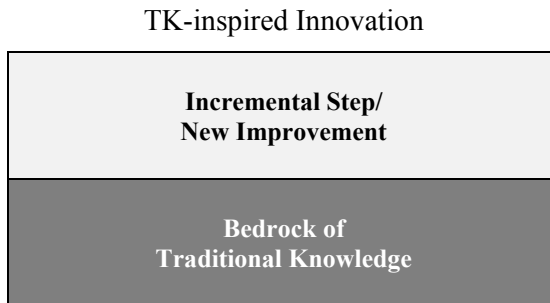 TK-inspired Innovation
Incremental Step/
New Improvement
Bedrock of
Traditional Knowledge